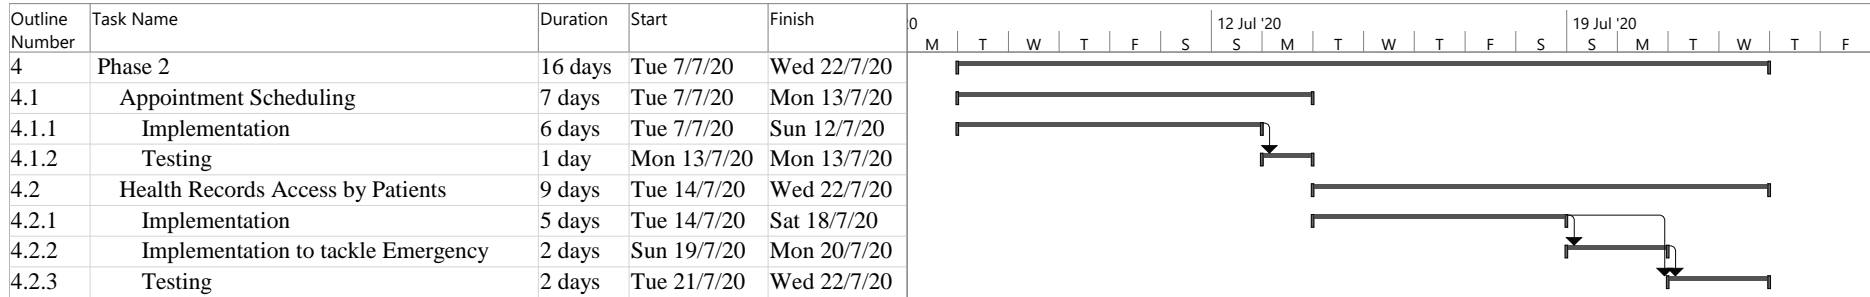 Outline Number Task Name Duration Start Finish
0 12 Jul '20 19 Jul '20
M T W T F S S M T W T F S S M T W T F
4 Phase 2 16 days Tue 7/7/20 Wed 22/7/20
4.1 Appointment Scheduling 7 days Tue 7/7/20 Mon 13/7/20
4.1.1 Implementation 6 days Tue 7/7/20 Sun 12/7/20
4.1.2 Testing 1 day Mon 13/7/20 Mon 13/7/20
4.2 Health Records Access by Patients 9 days Tue 14/7/20 Wed 22/7/20
4.2.1 Implementation 5 days Tue 14/7/20 Sat 18/7/20
4.2.2 Implementation to tackle Emergency 2 days Sun 19/7/20 Mon 20/7/20
4.2.3 Testing 2 days Tue 21/7/20 Wed 22/7/20